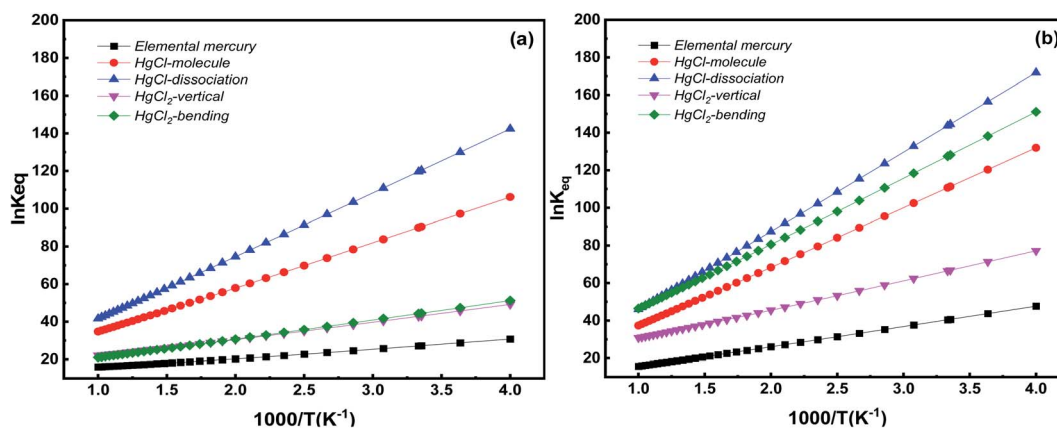 (a)
200
180
160
140
120
100
80
60
40
20
lnKeq
Elemental mercury
HgCl-molecule
HgCl-dissociation
HgCl₂-vertical
HgCl₂-bending
1.0 1.5 2.0 2.5 3.0 3.5 4.0
1000/T(K⁻¹)
(b)
200
180
160
140
120
100
80
60
40
20
lnK_eq
Elemental mercury
HgCl-molecule
HgCl-dissociation
HgCl₂-vertical
HgCl₂-bending
1.0 1.5 2.0 2.5 3.0 3.5 4.0
1000/T(K⁻¹)